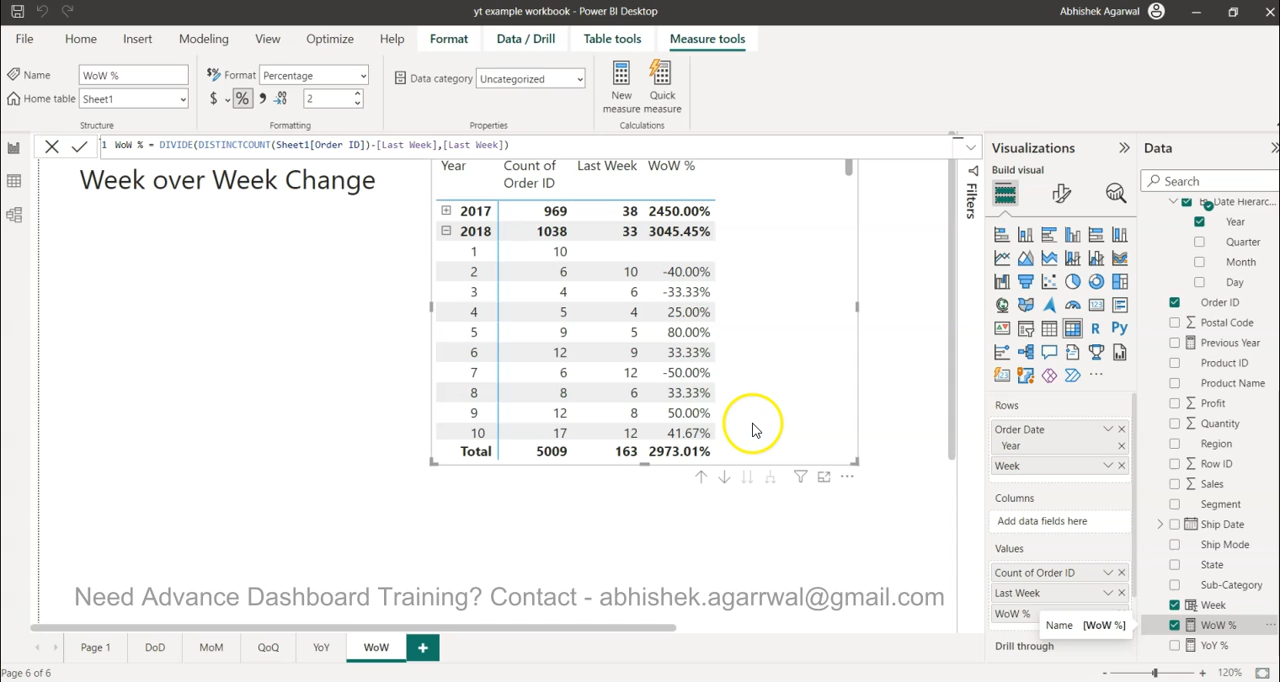 yt example workbook - Power BI Desktop
Abhishek Agarwal
File Home Insert Modeling View Optimize Help Format Data / Drill Table tools Measure tools
Name WoW %
Home table Sheet1
Structure
Format Percentage
$ % 2
Formatting
Data category Uncategorized
Properties
New measure
Quick measure
Calculations
1 WoW % = DIVIDE(DISTINCTCOUNT(Sheet1[Order ID])-[Last Week],[Last Week])
Week over Week Change
Year Count of Order ID Last Week WoW %
2017 969 38 2450.00%
2018 1038 33 3045.45%
1 10
2 6 10 -40.00%
3 4 6 -33.33%
4 5 4 25.00%
5 9 5 80.00%
6 12 9 33.33%
7 6 12 -50.00%
8 8 6 33.33%
9 12 8 50.00%
10 17 12 41.67%
Total 5009 163 2973.01%
Need Advance Dashboard Training? Contact - abhishek.agarrwal@gmail.com
Filters
Visualizations
Build visual
R Py
Rows
Order Date
Year
Week
Columns
Add data fields here
Values
Count of Order ID
Last Week
WoW %
Name [WoW %]
Drill through
Data
Search
Date Hierarc...
Year
Quarter
Month
Day
Order ID
Postal Code
Previous Year
Product ID
Product Name
Profit
Quantity
Region
Row ID
Sales
Segment
Ship Date
Ship Mode
State
Sub-Category
Week
WoW %
YoY %
Page 1 DoD MoM QoQ YoY WoW
Page 6 of 6
120%